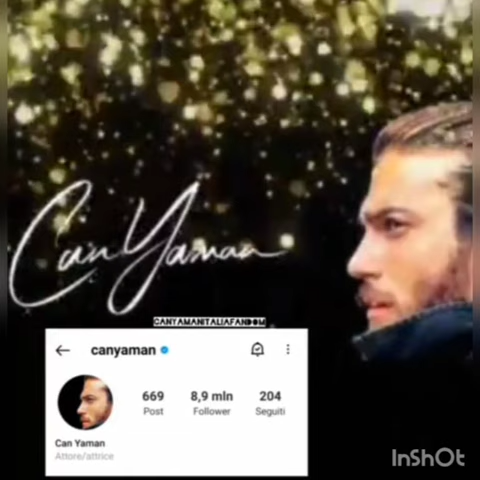 Can Yaman
CANYAMANITALIAFANDOM
canyaman
669 8,9 mln 204
Post Follower Seguiti
Can Yaman
Attore/attrice
InShOt